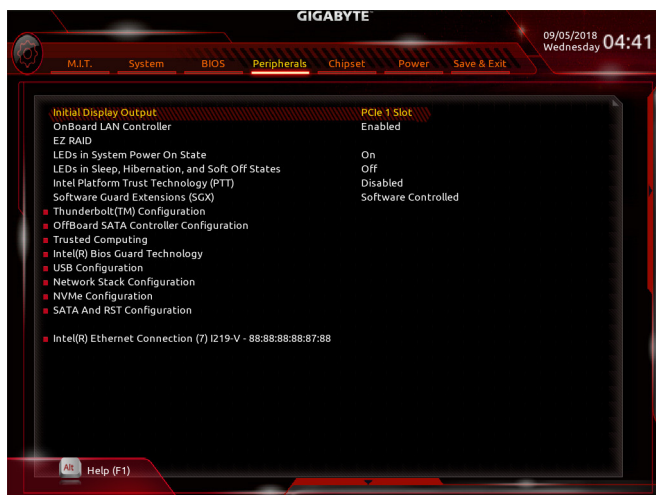 GIGABYTE™
09/05/2018 Wednesday 04:41
M.I.T. System BIOS Peripherals Chipset Power Save & Exit
Initial Display Output PCIe 1 Slot
OnBoard LAN Controller Enabled
EZ RAID
LEDs in System Power On State On
LEDs in Sleep, Hibernation, and Soft Off States Off
Intel Platform Trust Technology (PTT) Disabled
Software Guard Extensions (SGX) Software Controlled
Thunderbolt(TM) Configuration
OffBoard SATA Controller Configuration
Trusted Computing
Intel(R) Bios Guard Technology
USB Configuration
Network Stack Configuration
NVMe Configuration
SATA And RST Configuration
Intel(R) Ethernet Connection (7) I219-V - 88:88:88:88:87:88
Alt Help (F1)